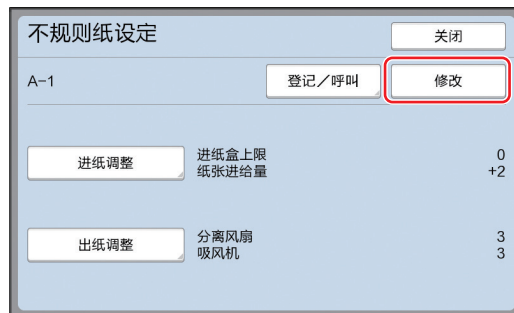 不规则纸设定 关闭
A-1 登记／呼叫 修改
进纸调整 进纸盒上限 0
纸张进给量 +2
出纸调整 分离风扇 3
吸风机 3